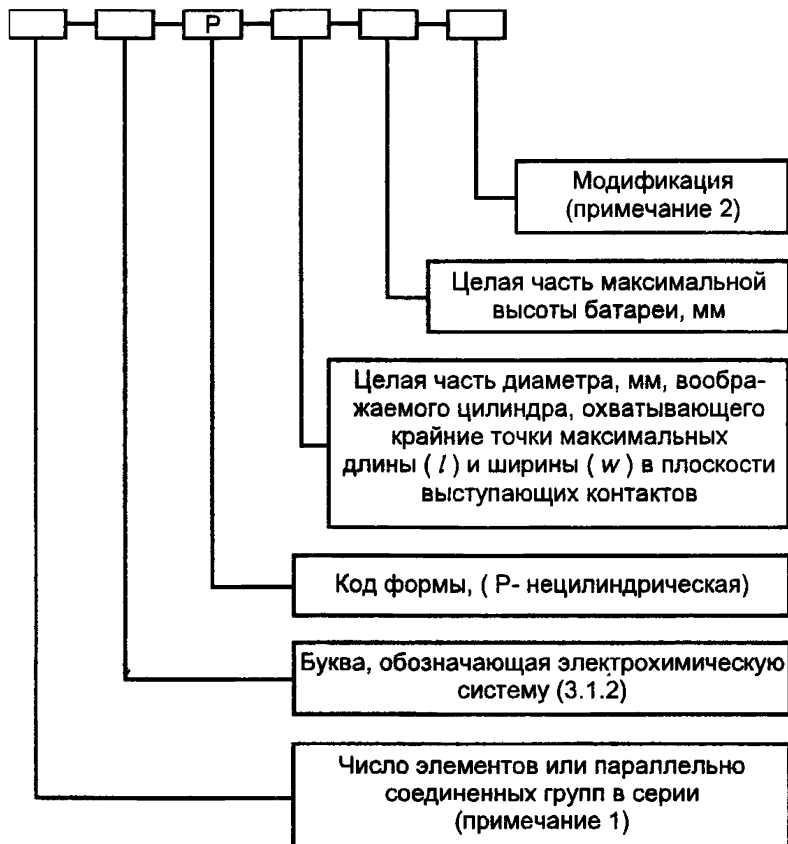 Р
Модификация
(примечание 2)
Целая часть максимальной
высоты батареи, мм
Целая часть диаметра, мм, вообра-
жаемого цилиндра, охватывающего
крайние точки максимальных
длины ( l ) и ширины ( w ) в плоскости
выступающих контактов
Код формы, ( Р- нецилиндрическая)
Буква, обозначающая электрохимическую
систему (3.1.2)
Число элементов или параллельно
соединенных групп в серии
(примечание 1)